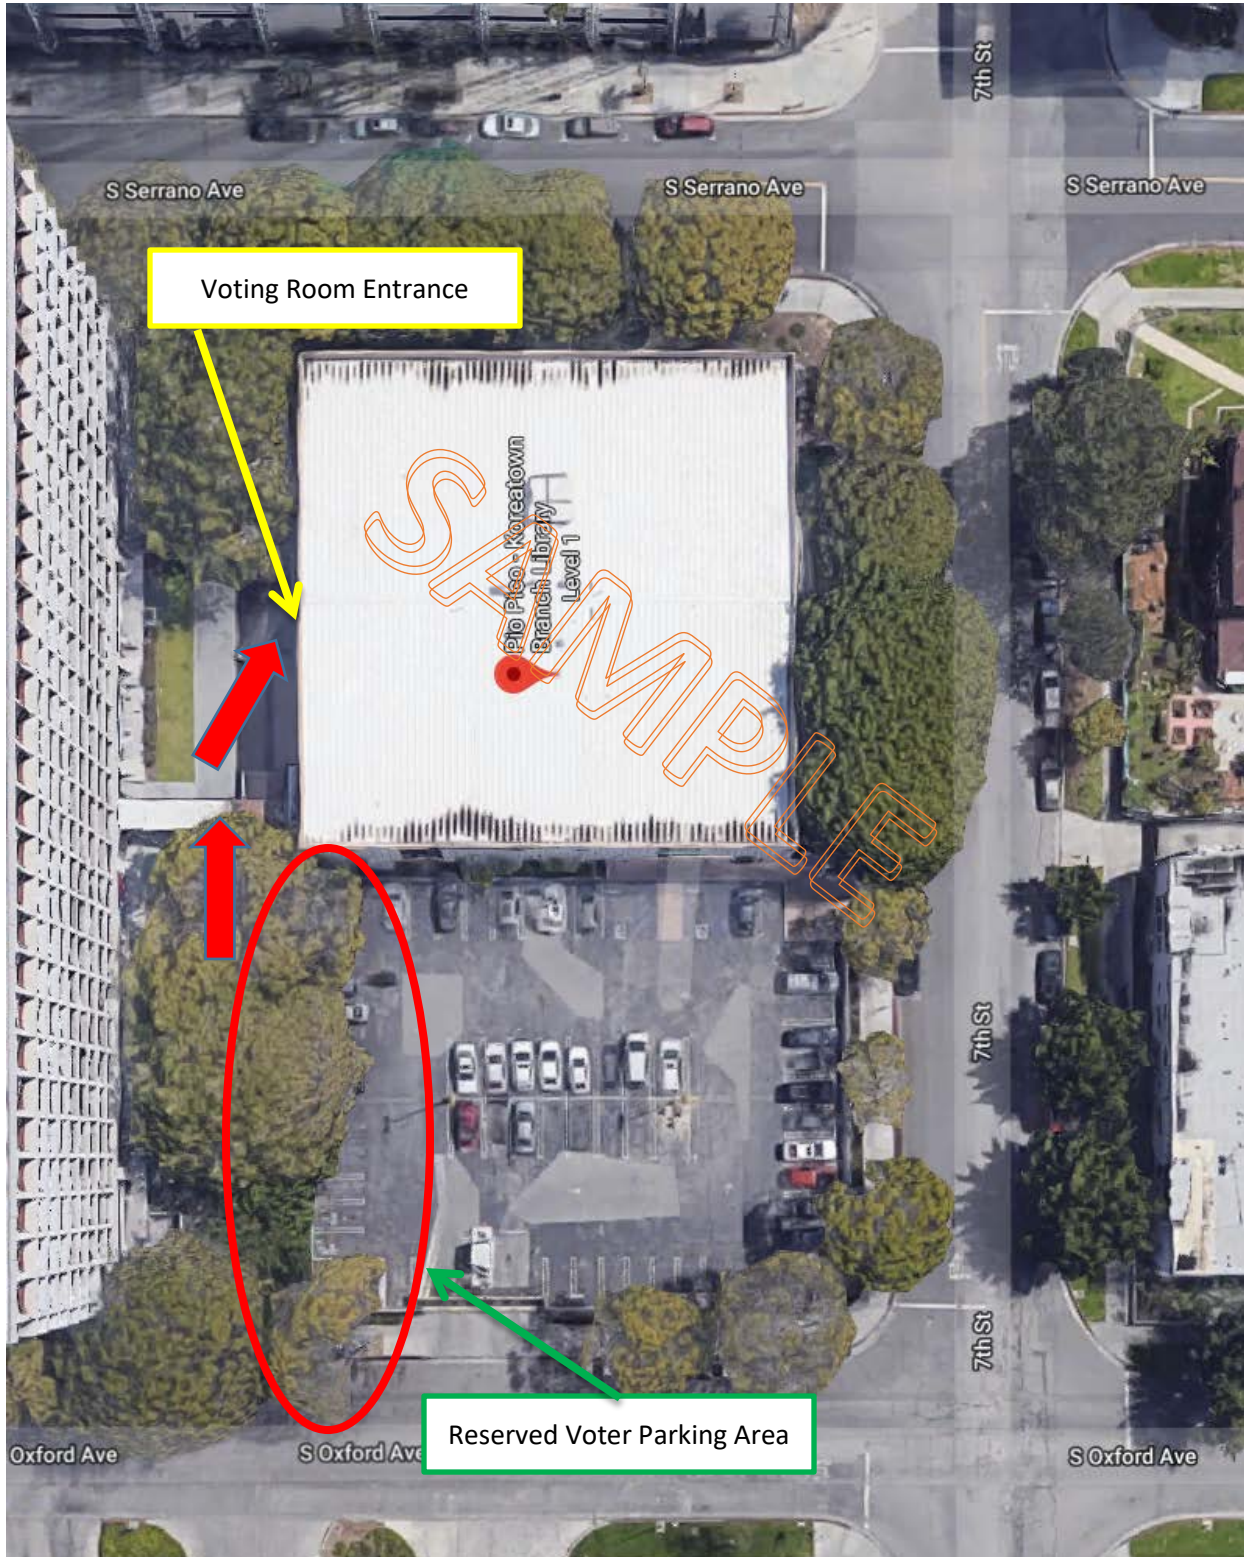 7th St
S Serrano Ave
S Serrano Ave
S Serrano Ave
Voting Room Entrance
Pio Pico - Koreatown
Branch Library
Level 1
SAMPLE
7th St
7th St
Reserved Voter Parking Area
Oxford Ave
S Oxford Ave
S Oxford Ave